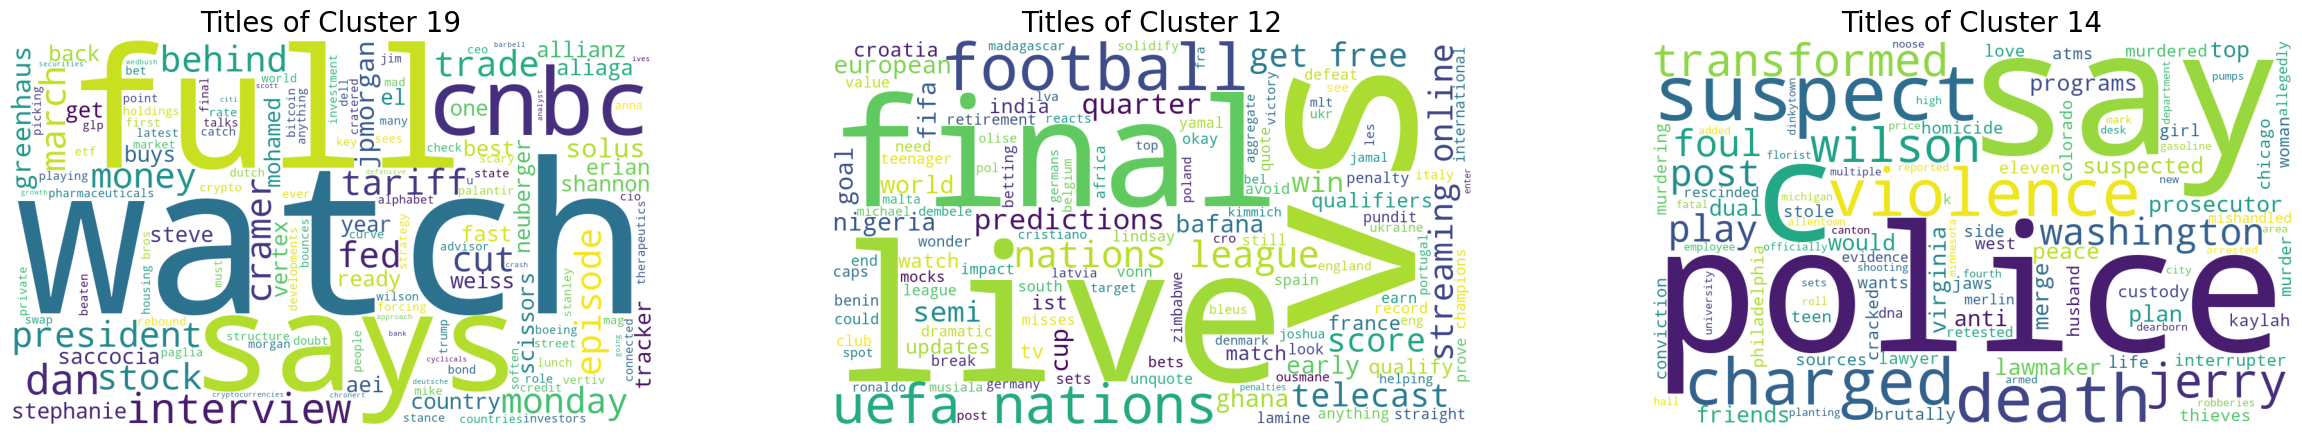 Titles of Cluster 19
Titles of Cluster 12
Titles of Cluster 14
watch
full
says
cnbc
behind
trade
allianz
aliaga
back
march
money
greenhaus
get
buys
president
saccocia
dan
stock
stephanie
interview
monday
country
episode
tracker
scissors
neuberger
shannon
erian
solus
best
one
el
jpmorgan
mohamed
tariff
year
fed
cut
fast
weiss
ready
cramer
vertex
steve
aei
ceo
jim
mad
dell
cratered
many
sees
key
check
scary
palantir
alphabet
state
cio
anna
ives
barbell
wedbush
securities
bet
picking
point
holdings
first
latest
market
glp
etf
playing
pharmaceuticals
crypto
dutch
growth
final
citi
rate
talks
catch
world
scott
bitcoin
anything
investment
analyst
defensive
u
ever
curve
strategy
advisor
crash
developments
bounces
must
private
beaten
housing
bros
swap
rebound
paglia
structure
morgan
doubt
people
trump
bond
wilson
forcing
approach
bank
cyclicals
deutsche
mike
chronert
cryptocurrencies
stance
countries
investors
credit
role
vertiv
lunch
street
boeing
stanley
mag
soften
going
connected
therapeutics
live
final
vs
football
get free
uefa nations
nations league
streaming online
telecast
score
predictions
quarter
croatia
european
value
madagascar
solidify
fra
fifa
india
lva
retirement
reacts
olise
yamal
okay
goal
need
teenager
world
pol
betting
belgium
germans
africa
top
poland
aggregate
victory
quote
defeat
see
mlt
ukr
les
jamal
penalty
italy
international
enter
win
bel
avoid
qualifiers
malta
michael
dembele
nigeria
bafana
kimmich
pundit
ukraine
cristiano
lindsay
cro
still
wonder
end
watch
caps
mocks
impact
vonn
latvia
target
league
south
zimbabwe
bleus
england
spain
portugal
benin
could
semi
ist
misses
cup
dramatic
updates
club
spot
break
tv
bets
denmark
match
joshua
look
france
earn
record
eng
early
qualify
prove champions
ronaldo
musiala
germany
sets
unquote
ghana
ousmane
helping
penalties
post
lamine
anything
straight
police
say
suspect
c
violence
death
charged
jerry
transformed
washington
wilson
foul
post
play
noose
love
atms
murdered
top
pumps
programs
allegedly
woman
department
dinkytown
high
colorado
price
added
mark
desk
girl
gasoline
homicide
chicago
murdering
florist
eleven
suspected
new
rescinded
michigan
multiple
reported
k
prosecutor
dual
stole
fatal
allentown
canton
side
would
officially
employee
evidence
west
peace
mishandled
area
arrested
murder
virginia
minnesota
shooting
fourth
wants
jaws
merge
city
husband
custody
merlin
plan
kaylah
anti
retested
dearborn
university
philadelphia
sets
roll
teen
dna
cracked
conviction
sources
lawyer
lawmaker
life
interrupter
armed
hall
friends
planting
brutally
robberies
thieves